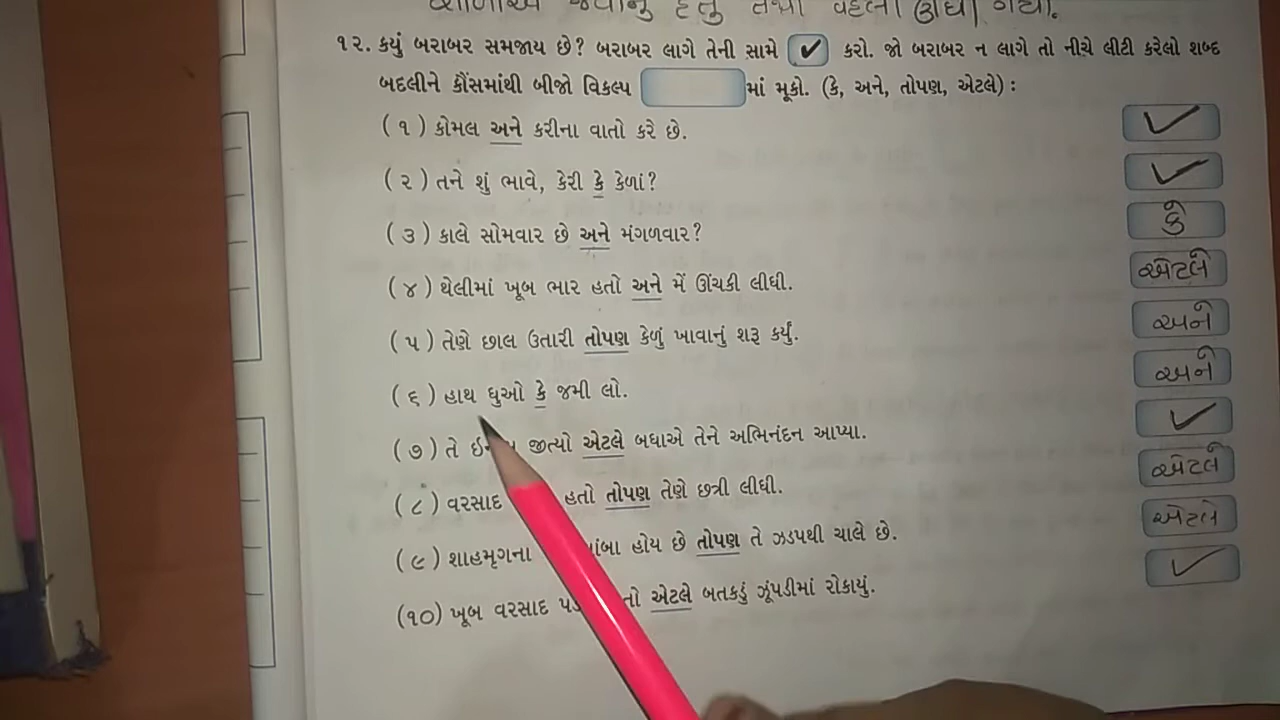 ૧૨. કયું બરાબર સમજાય છે? બરાબર લાગે તેની સામે ✔ કરો. જો બરાબર ન લાગે તો નીચે લીટી કરેલો શબ્દ
બદલીને કૌંસમાંથી બીજો વિકલ્પ માં મૂકો. (કે, અને, તોપણ, એટલે) :
(૧) કોમલ અને કરીના વાતો કરે છે. ✓
(૨) તને શું ભાવે, કેરી કે કેળાં? ✓
(૩) કાલે સોમવાર છે અને મંગળવાર? કે
(૪) થેલીમાં ખૂબ ભાર હતો અને મેં ઊંચકી લીધી. એટલે
(૫) તેણે છાલ ઉતારી તોપણ કેળું ખાવાનું શરૂ કર્યું. અને
(૬) હાથ ધુઓ કે જમી લો. અને
(૭) તે જીત્યો એટલે બધાએ તેને અભિનંદન આપ્યા. ✓
(૮) વરસાદ હતો તોપણ તેણે છત્રી લીધી. એટલે
(૯) શાહમૃગના હોય છે તોપણ તે ઝડપથી ચાલે છે. એટલે
(૧૦) ખૂબ વરસાદ એટલે બતકડું ઝૂંપડીમાં રોકાયું. ✓